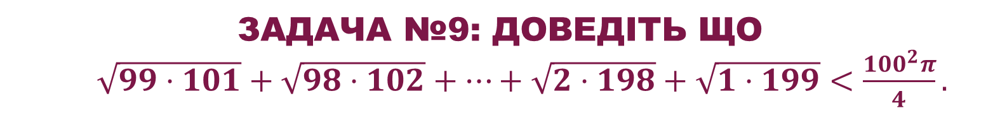 ЗАДАЧА №9: ДОВЕДІТЬ ЩО
√99 · 101 + √98 · 102 + ⋯ + √2 · 198 + √1 · 199 < 100²π / 4 .